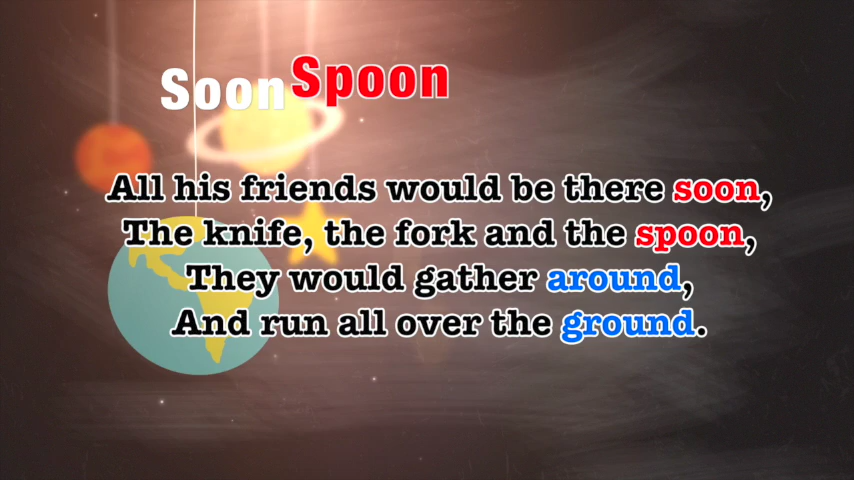 Soon Spoon
All his friends would be there soon,
The knife, the fork and the spoon,
They would gather around,
And run all over the ground.